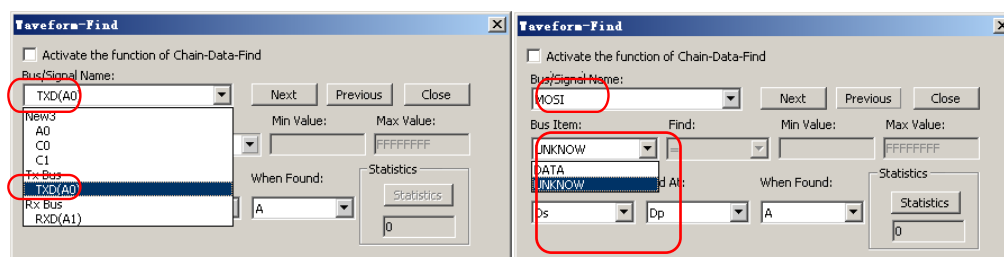 Waveform-Find
Activate the function of Chain-Data-Find
Bus/Signal Name:
TXD(A0
Next
Previous
Close
New3
A0
C0
C1
Tx Bus
TXD(A0)
Rx Bus
RXD(A1)
Min Value:
Max Value:
FFFFFFFF
When Found:
A
Statistics
Statistics
0
Waveform-Find
Activate the function of Chain-Data-Find
Bus/Signal Name:
MOSI
Next
Previous
Close
Bus Item:
Find:
Min Value:
Max Value:
UNKNOW
=
FFFFFFFF
DATA
UNKNOW
d At:
When Found:
Ds
Dp
A
Statistics
Statistics
0